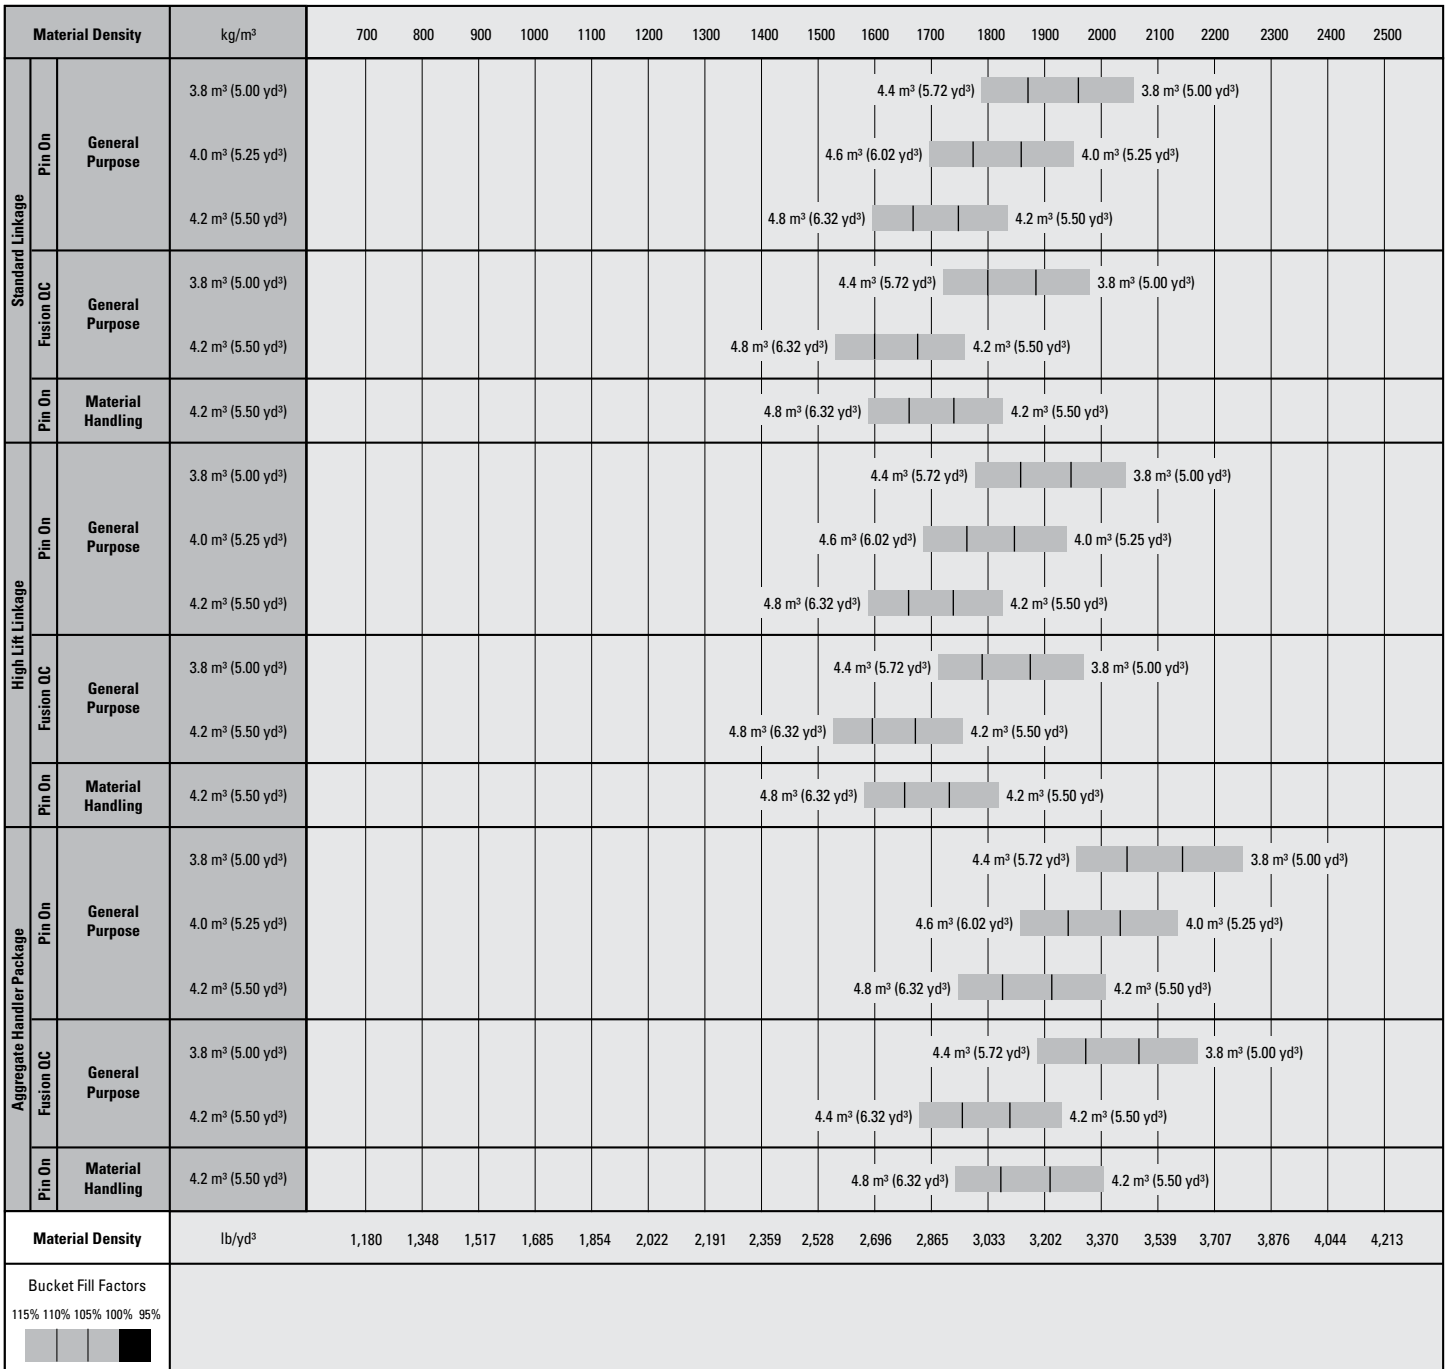 Material Density kg/m³ 700 800 900 1000 1100 1200 1300 1400 1500 1600 1700 1800 1900 2000 2100 2200 2300 2400 2500
Standard Linkage
Pin On
General
Purpose
3.8 m³ (5.00 yd³) 4.4 m³ (5.72 yd³) 3.8 m³ (5.00 yd³)
4.0 m³ (5.25 yd³) 4.6 m³ (6.02 yd³) 4.0 m³ (5.25 yd³)
4.2 m³ (5.50 yd³) 4.8 m³ (6.32 yd³) 4.2 m³ (5.50 yd³)
Fusion QC
General
Purpose
3.8 m³ (5.00 yd³) 4.4 m³ (5.72 yd³) 3.8 m³ (5.00 yd³)
4.2 m³ (5.50 yd³) 4.8 m³ (6.32 yd³) 4.2 m³ (5.50 yd³)
Pin On
Material
Handling
4.2 m³ (5.50 yd³) 4.8 m³ (6.32 yd³) 4.2 m³ (5.50 yd³)
High Lift Linkage
Pin On
General
Purpose
3.8 m³ (5.00 yd³) 4.4 m³ (5.72 yd³) 3.8 m³ (5.00 yd³)
4.0 m³ (5.25 yd³) 4.6 m³ (6.02 yd³) 4.0 m³ (5.25 yd³)
4.2 m³ (5.50 yd³) 4.8 m³ (6.32 yd³) 4.2 m³ (5.50 yd³)
Fusion QC
General
Purpose
3.8 m³ (5.00 yd³) 4.4 m³ (5.72 yd³) 3.8 m³ (5.00 yd³)
4.2 m³ (5.50 yd³) 4.8 m³ (6.32 yd³) 4.2 m³ (5.50 yd³)
Pin On
Material
Handling
4.2 m³ (5.50 yd³) 4.8 m³ (6.32 yd³) 4.2 m³ (5.50 yd³)
Aggregate Handler Package
Pin On
General
Purpose
3.8 m³ (5.00 yd³) 4.4 m³ (5.72 yd³) 3.8 m³ (5.00 yd³)
4.0 m³ (5.25 yd³) 4.6 m³ (6.02 yd³) 4.0 m³ (5.25 yd³)
4.2 m³ (5.50 yd³) 4.8 m³ (6.32 yd³) 4.2 m³ (5.50 yd³)
Fusion QC
General
Purpose
3.8 m³ (5.00 yd³) 4.4 m³ (5.72 yd³) 3.8 m³ (5.00 yd³)
4.2 m³ (5.50 yd³) 4.4 m³ (6.32 yd³) 4.2 m³ (5.50 yd³)
Pin On
Material
Handling
4.2 m³ (5.50 yd³) 4.8 m³ (6.32 yd³) 4.2 m³ (5.50 yd³)
Material Density lb/yd³ 1,180 1,348 1,517 1,685 1,854 2,022 2,191 2,359 2,528 2,696 2,865 3,033 3,202 3,370 3,539 3,707 3,876 4,044 4,213
Bucket Fill Factors
115% 110% 105% 100% 95%